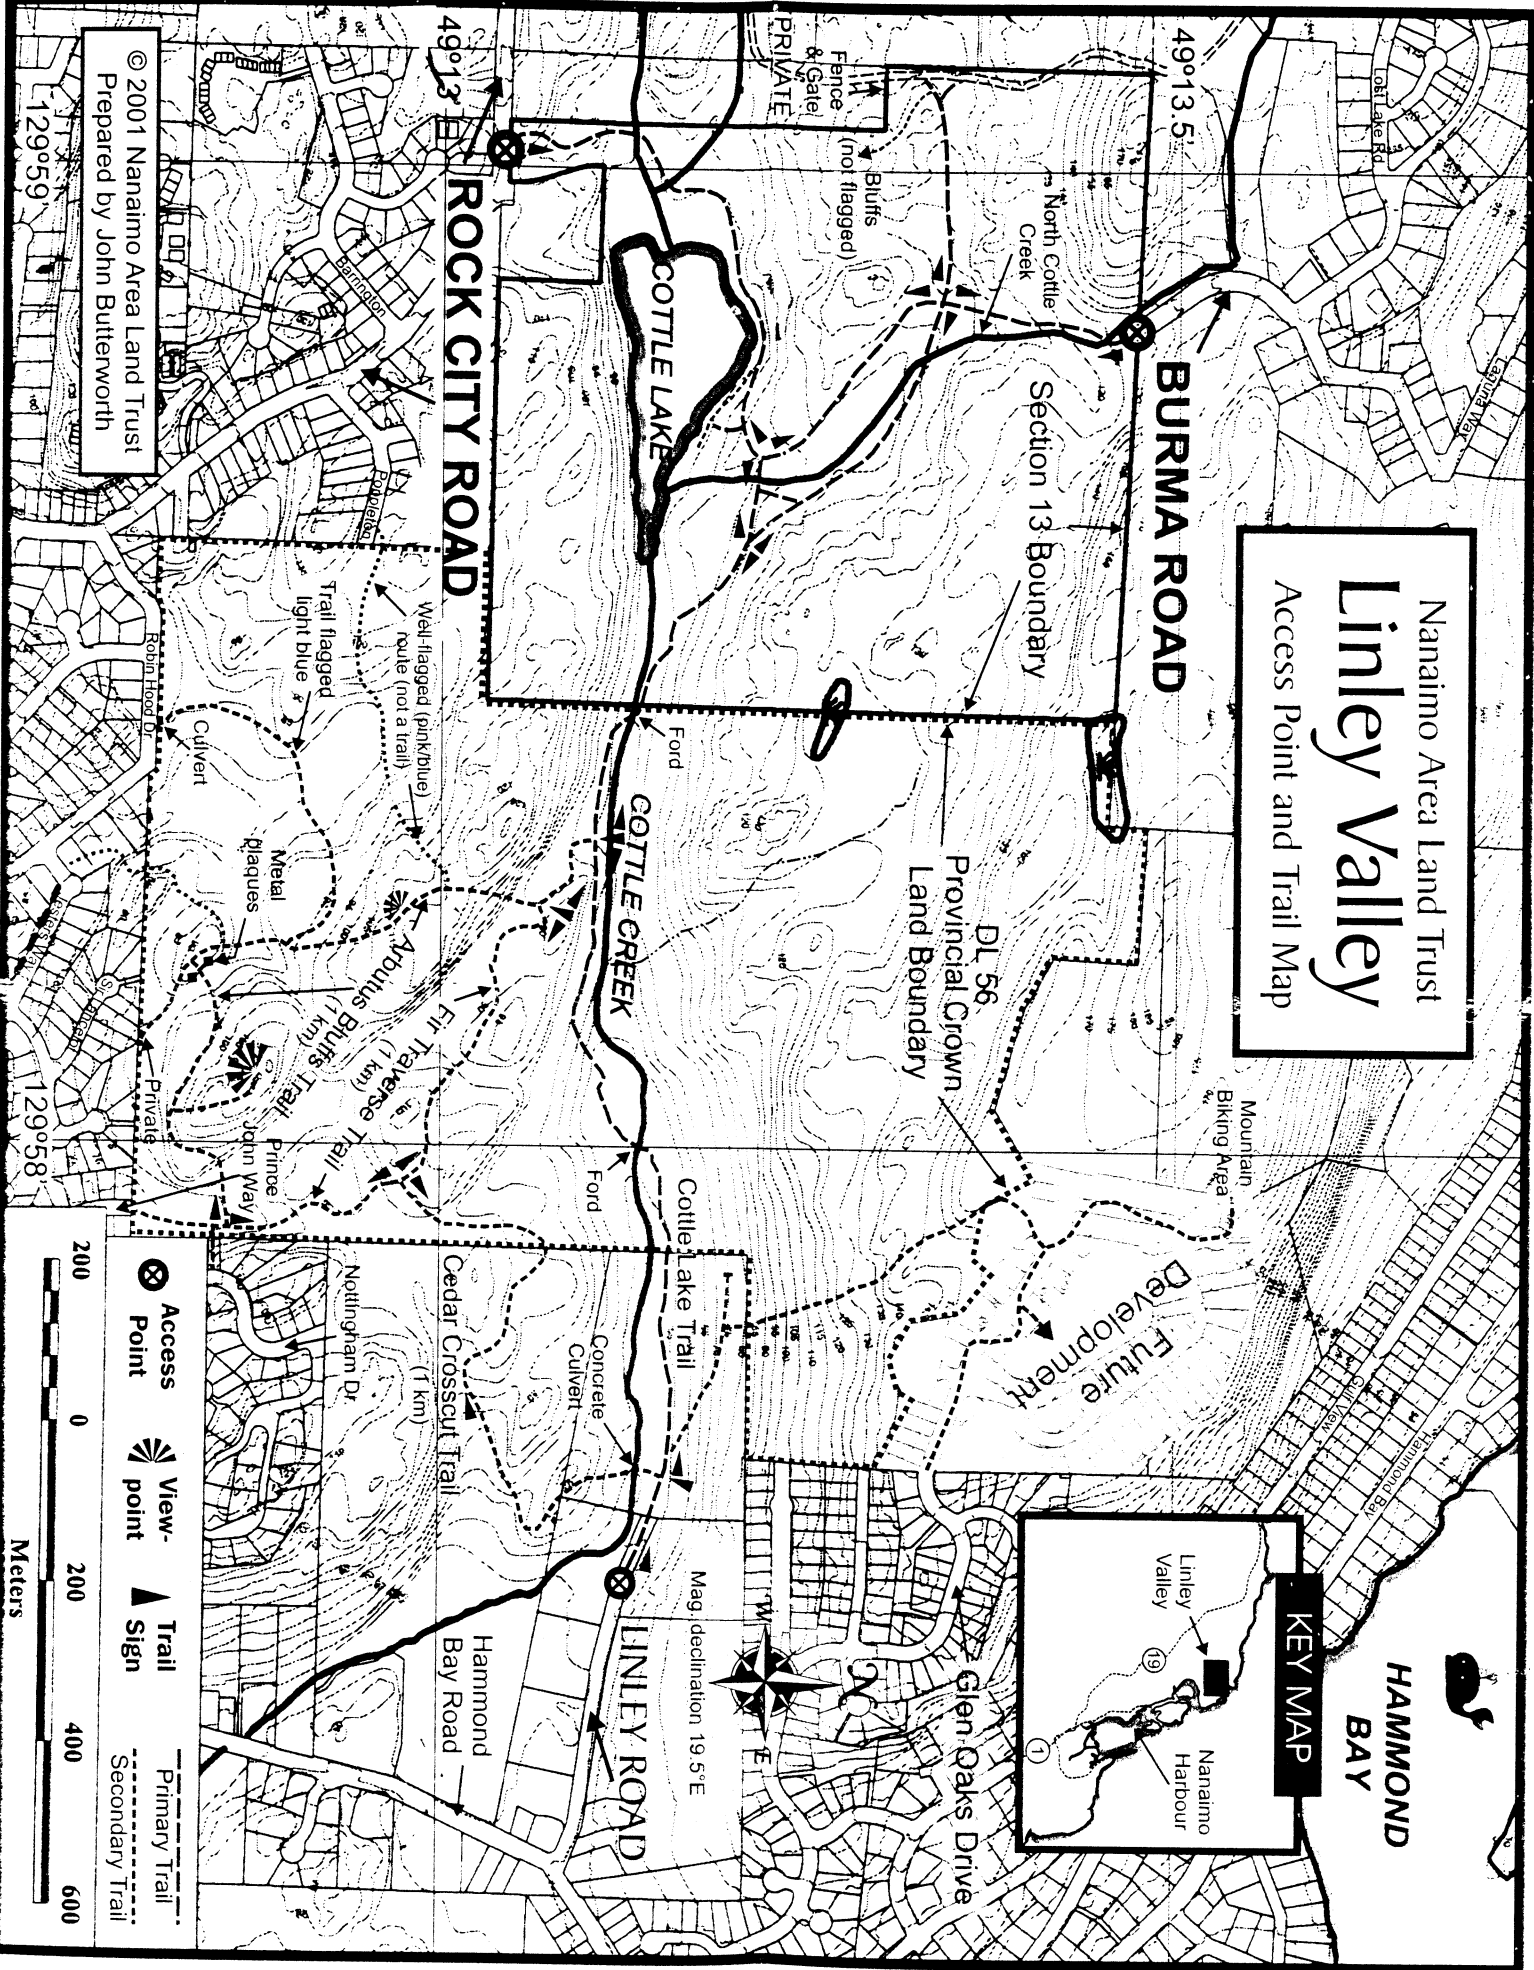 Nanaimo Area Land Trust
Linley Valley
Access Point and Trail Map
HAMMOND
BAY
KEY MAP
Linley
Valley
19
Nanaimo
Harbour
1
Lost Lake Rd
Laguna Way
49°13.5'
BURMA ROAD
Mountain
Biking Area
Gulf View
Hammond Bay
Future
Development
Glen Oaks Drive
North Cottle
Creek
Section 13 Boundary
DL 56
Provincial Crown
Land Boundary
PRIVATE
Fence
& Gate
Bluffs
(not flagged)
W
E
Mag. declination 19.5°E
COTTLE LAKE
Ford
COTTLE CREEK
Ford
Cottle Lake Trail
Concrete
Culvert
LINLEY ROAD
Hammond
Bay Road
49°13'
ROCK CITY ROAD
Well-flagged (pink/blue)
route (not a trail)
Trail flagged
light blue
Culvert
Metal
plaques
Arbutus Bluffs Trail
(1 km)
Fir Traverse Trail
(1 km)
Cedar Crosscut Trail
(1 km)
Prince
John Way
Private
Nottingham Dr.
Barrington
Poppleton
Robin Hood Dr
© 2001 Nanaimo Area Land Trust
Prepared by John Butterworth
129°59'
129°58'
Access
Point
View-
point
Trail
Sign
Primary Trail
Secondary Trail
200 0 200 400 600
Meters